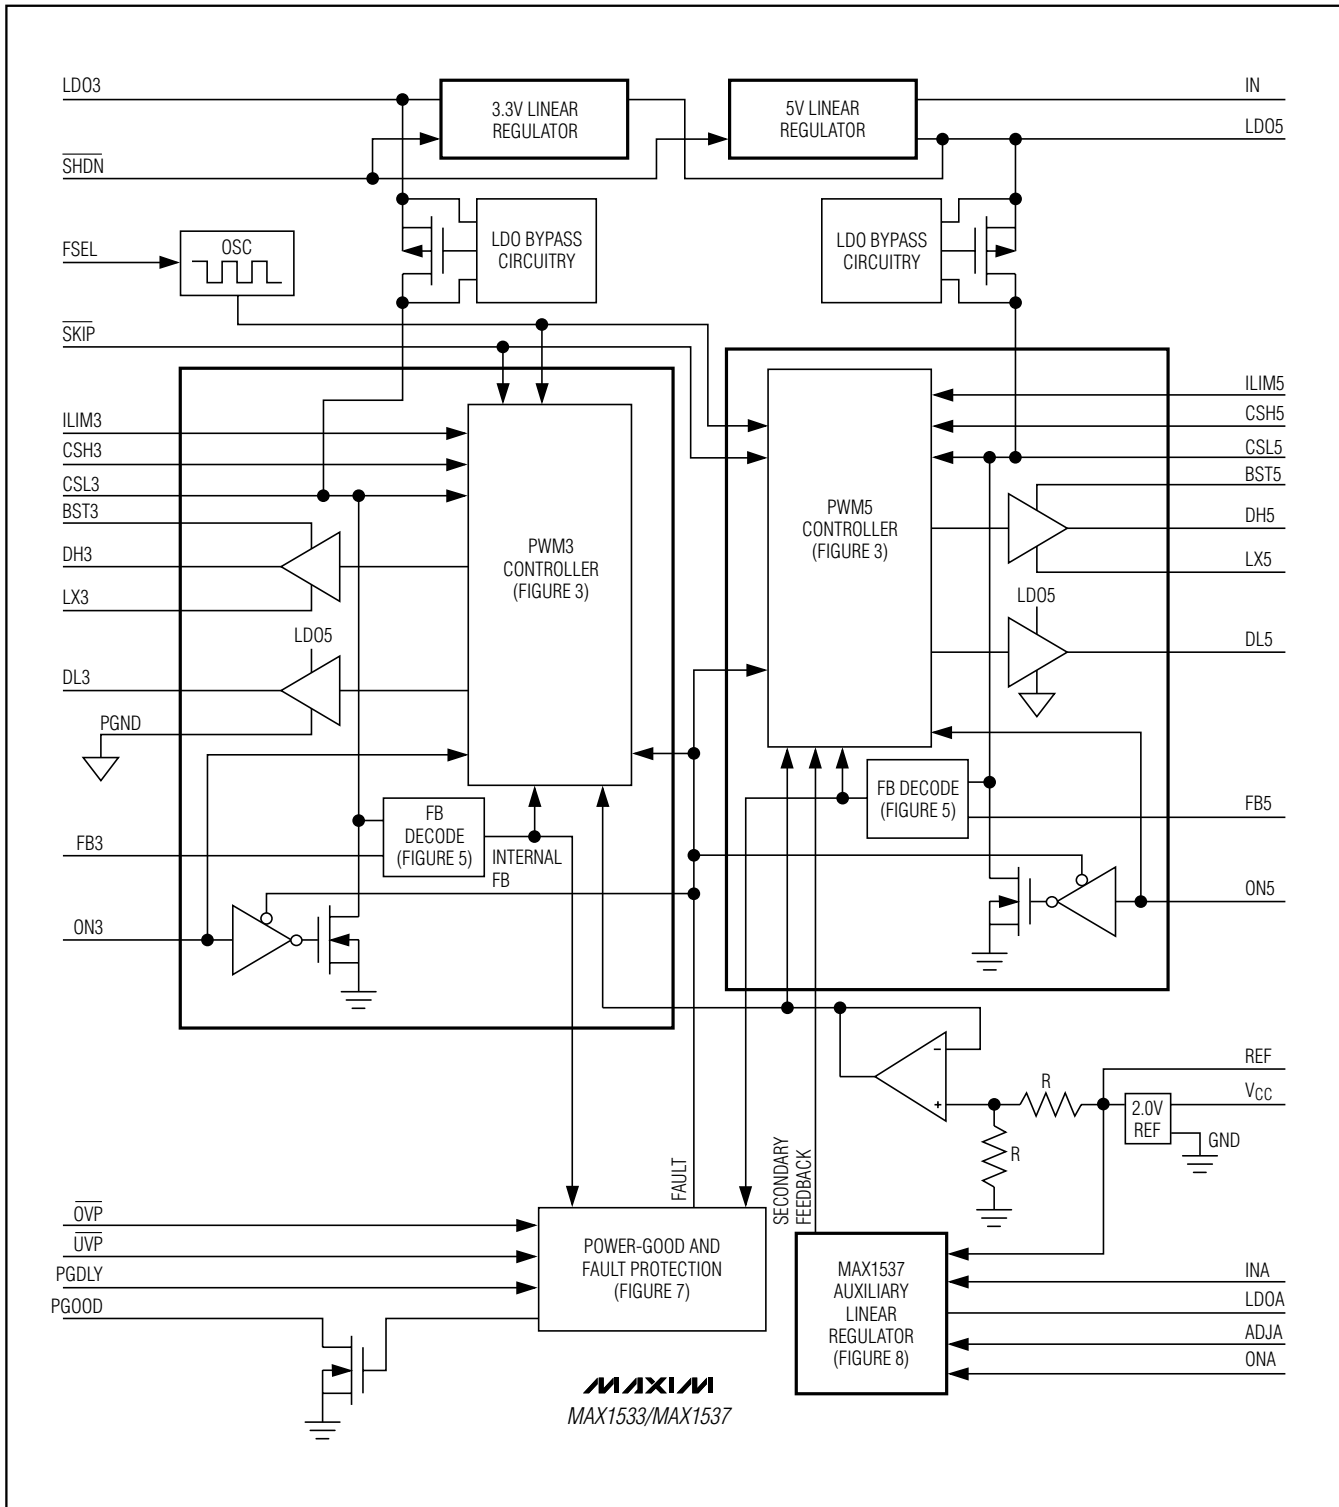 LDO3
3.3V LINEAR
REGULATOR
5V LINEAR
REGULATOR
IN
LDO5
SHDN
FSEL
OSC
LDO BYPASS
CIRCUITRY
LDO BYPASS
CIRCUITRY
SKIP
ILIM3
CSH3
CSL3
BST3
DH3
LX3
LDO5
DL3
PGND
PWM3
CONTROLLER
(FIGURE 3)
PWM5
CONTROLLER
(FIGURE 3)
ILIM5
CSH5
CSL5
BST5
DH5
LX5
LDO5
DL5
FB
DECODE
(FIGURE 5)
INTERNAL
FB
FB DECODE
(FIGURE 5)
FB3
FB5
ON3
ON5
-
+
R
R
REF
VCC
2.0V
REF
GND
FAULT
SECONDARY
FEEDBACK
OVP
UVP
PGDLY
PGOOD
POWER-GOOD AND
FAULT PROTECTION
(FIGURE 7)
MAX1537
AUXILIARY
LINEAR
REGULATOR
(FIGURE 8)
INA
LDOA
ADJA
ONA
MAXIM
MAX1533/MAX1537